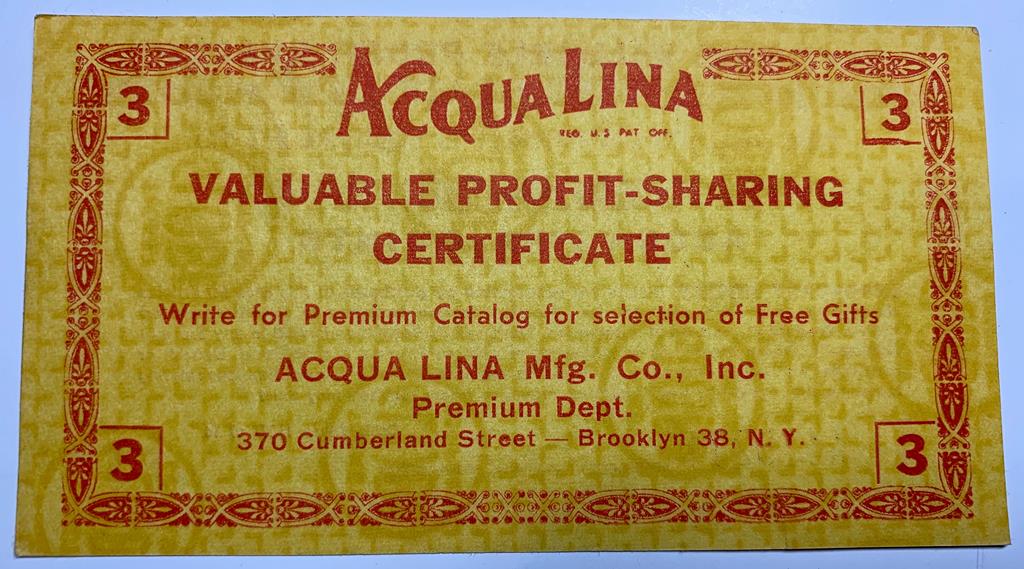 3 ACQUA LINA 3
REG. U.S PAT OFF.
VALUABLE PROFIT-SHARING
CERTIFICATE
Write for Premium Catalog for selection of Free Gifts
ACQUA LINA Mfg. Co., Inc.
Premium Dept.
370 Cumberland Street — Brooklyn 38, N. Y.
3 3